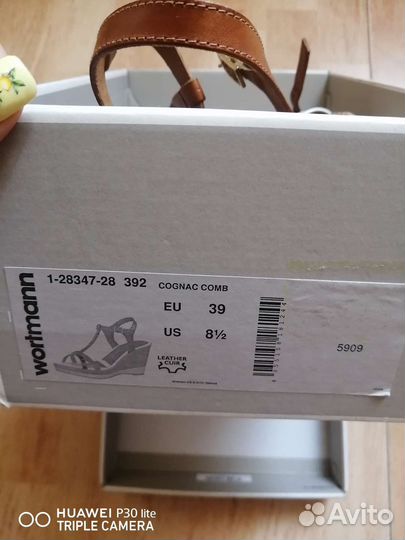 1-28347-28 392 COGNAC COMB
EU 39
US 8½
wortmann
LEATHER
CUIR
5909
HUAWEI P30 lite
TRIPLE CAMERA
Avito